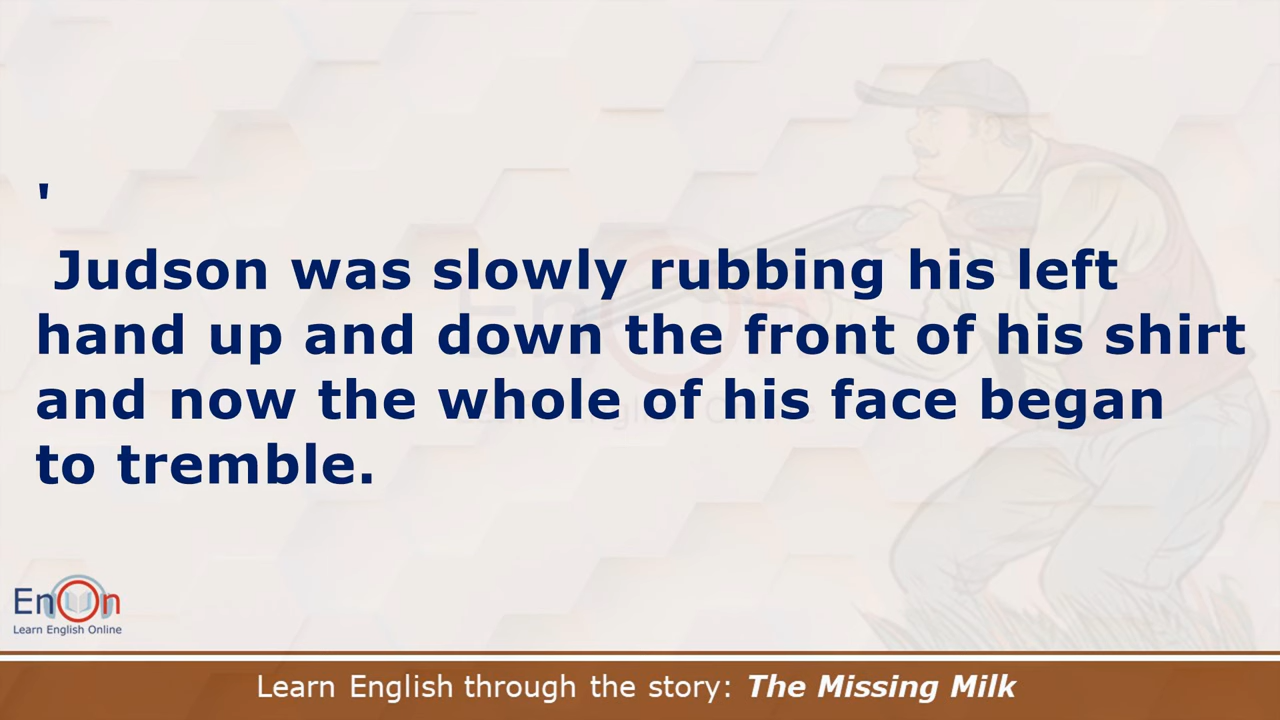 '
Judson was slowly rubbing his left
hand up and down the front of his shirt
and now the whole of his face began
to tremble.
EnOn
Learn English Online
Learn English through the story: The Missing Milk